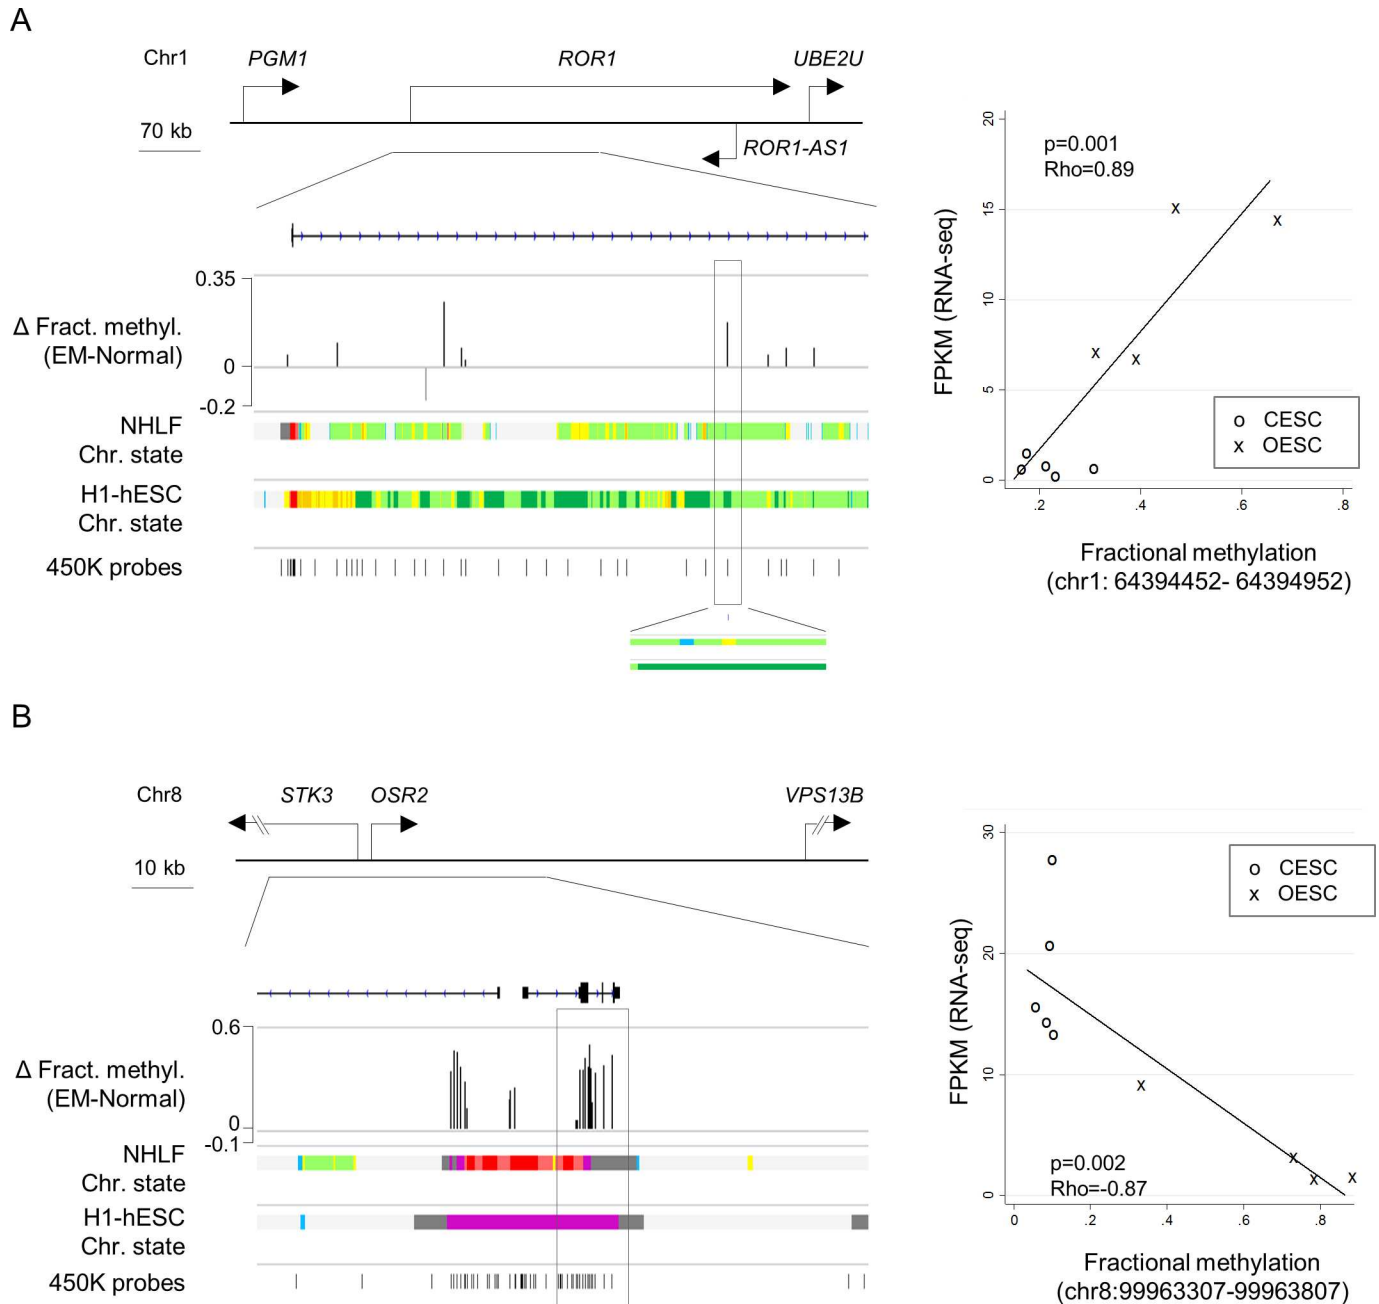 A
Chr1 PGM1 ROR1 UBE2U
70 kb
ROR1-AS1
0.35
Δ Fract. methyl.
(EM-Normal)
0
-0.2
NHLF
Chr. state
H1-hESC
Chr. state
450K probes
20
15
10
5
0
FPKM (RNA-seq)
p=0.001
Rho=0.89
o CESC
x OESC
.2 .4 .6 .8
Fractional methylation
(chr1: 64394452- 64394952)
B
Chr8 STK3 OSR2 VPS13B
10 kb
0.6
Δ Fract. methyl.
(EM-Normal)
0
-0.1
NHLF
Chr. state
H1-hESC
Chr. state
450K probes
30
20
10
0
FPKM (RNA-seq)
o CESC
x OESC
p=0.002
Rho=-0.87
0 .2 .4 .6 .8
Fractional methylation
(chr8:99963307-99963807)